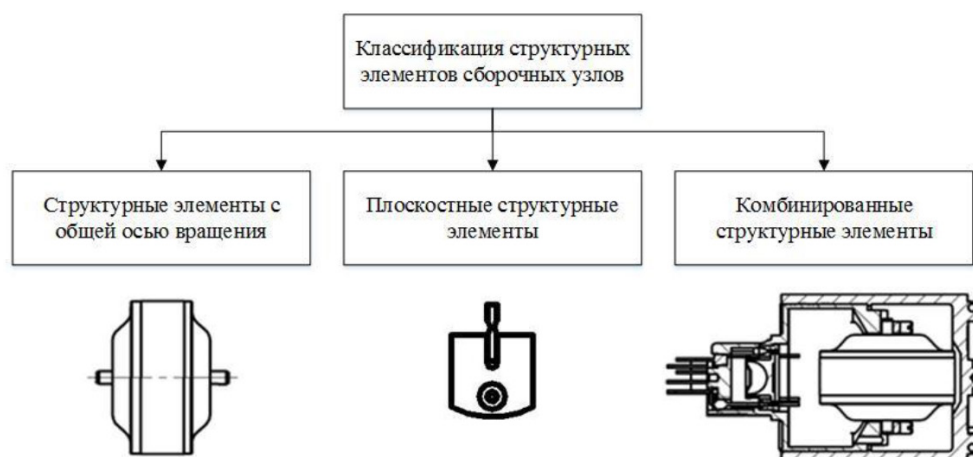 Классификация структурных
элементов сборочных узлов
Структурные элементы с
общей осью вращения
Плоскостные структурные
элементы
Комбинированные
структурные элементы